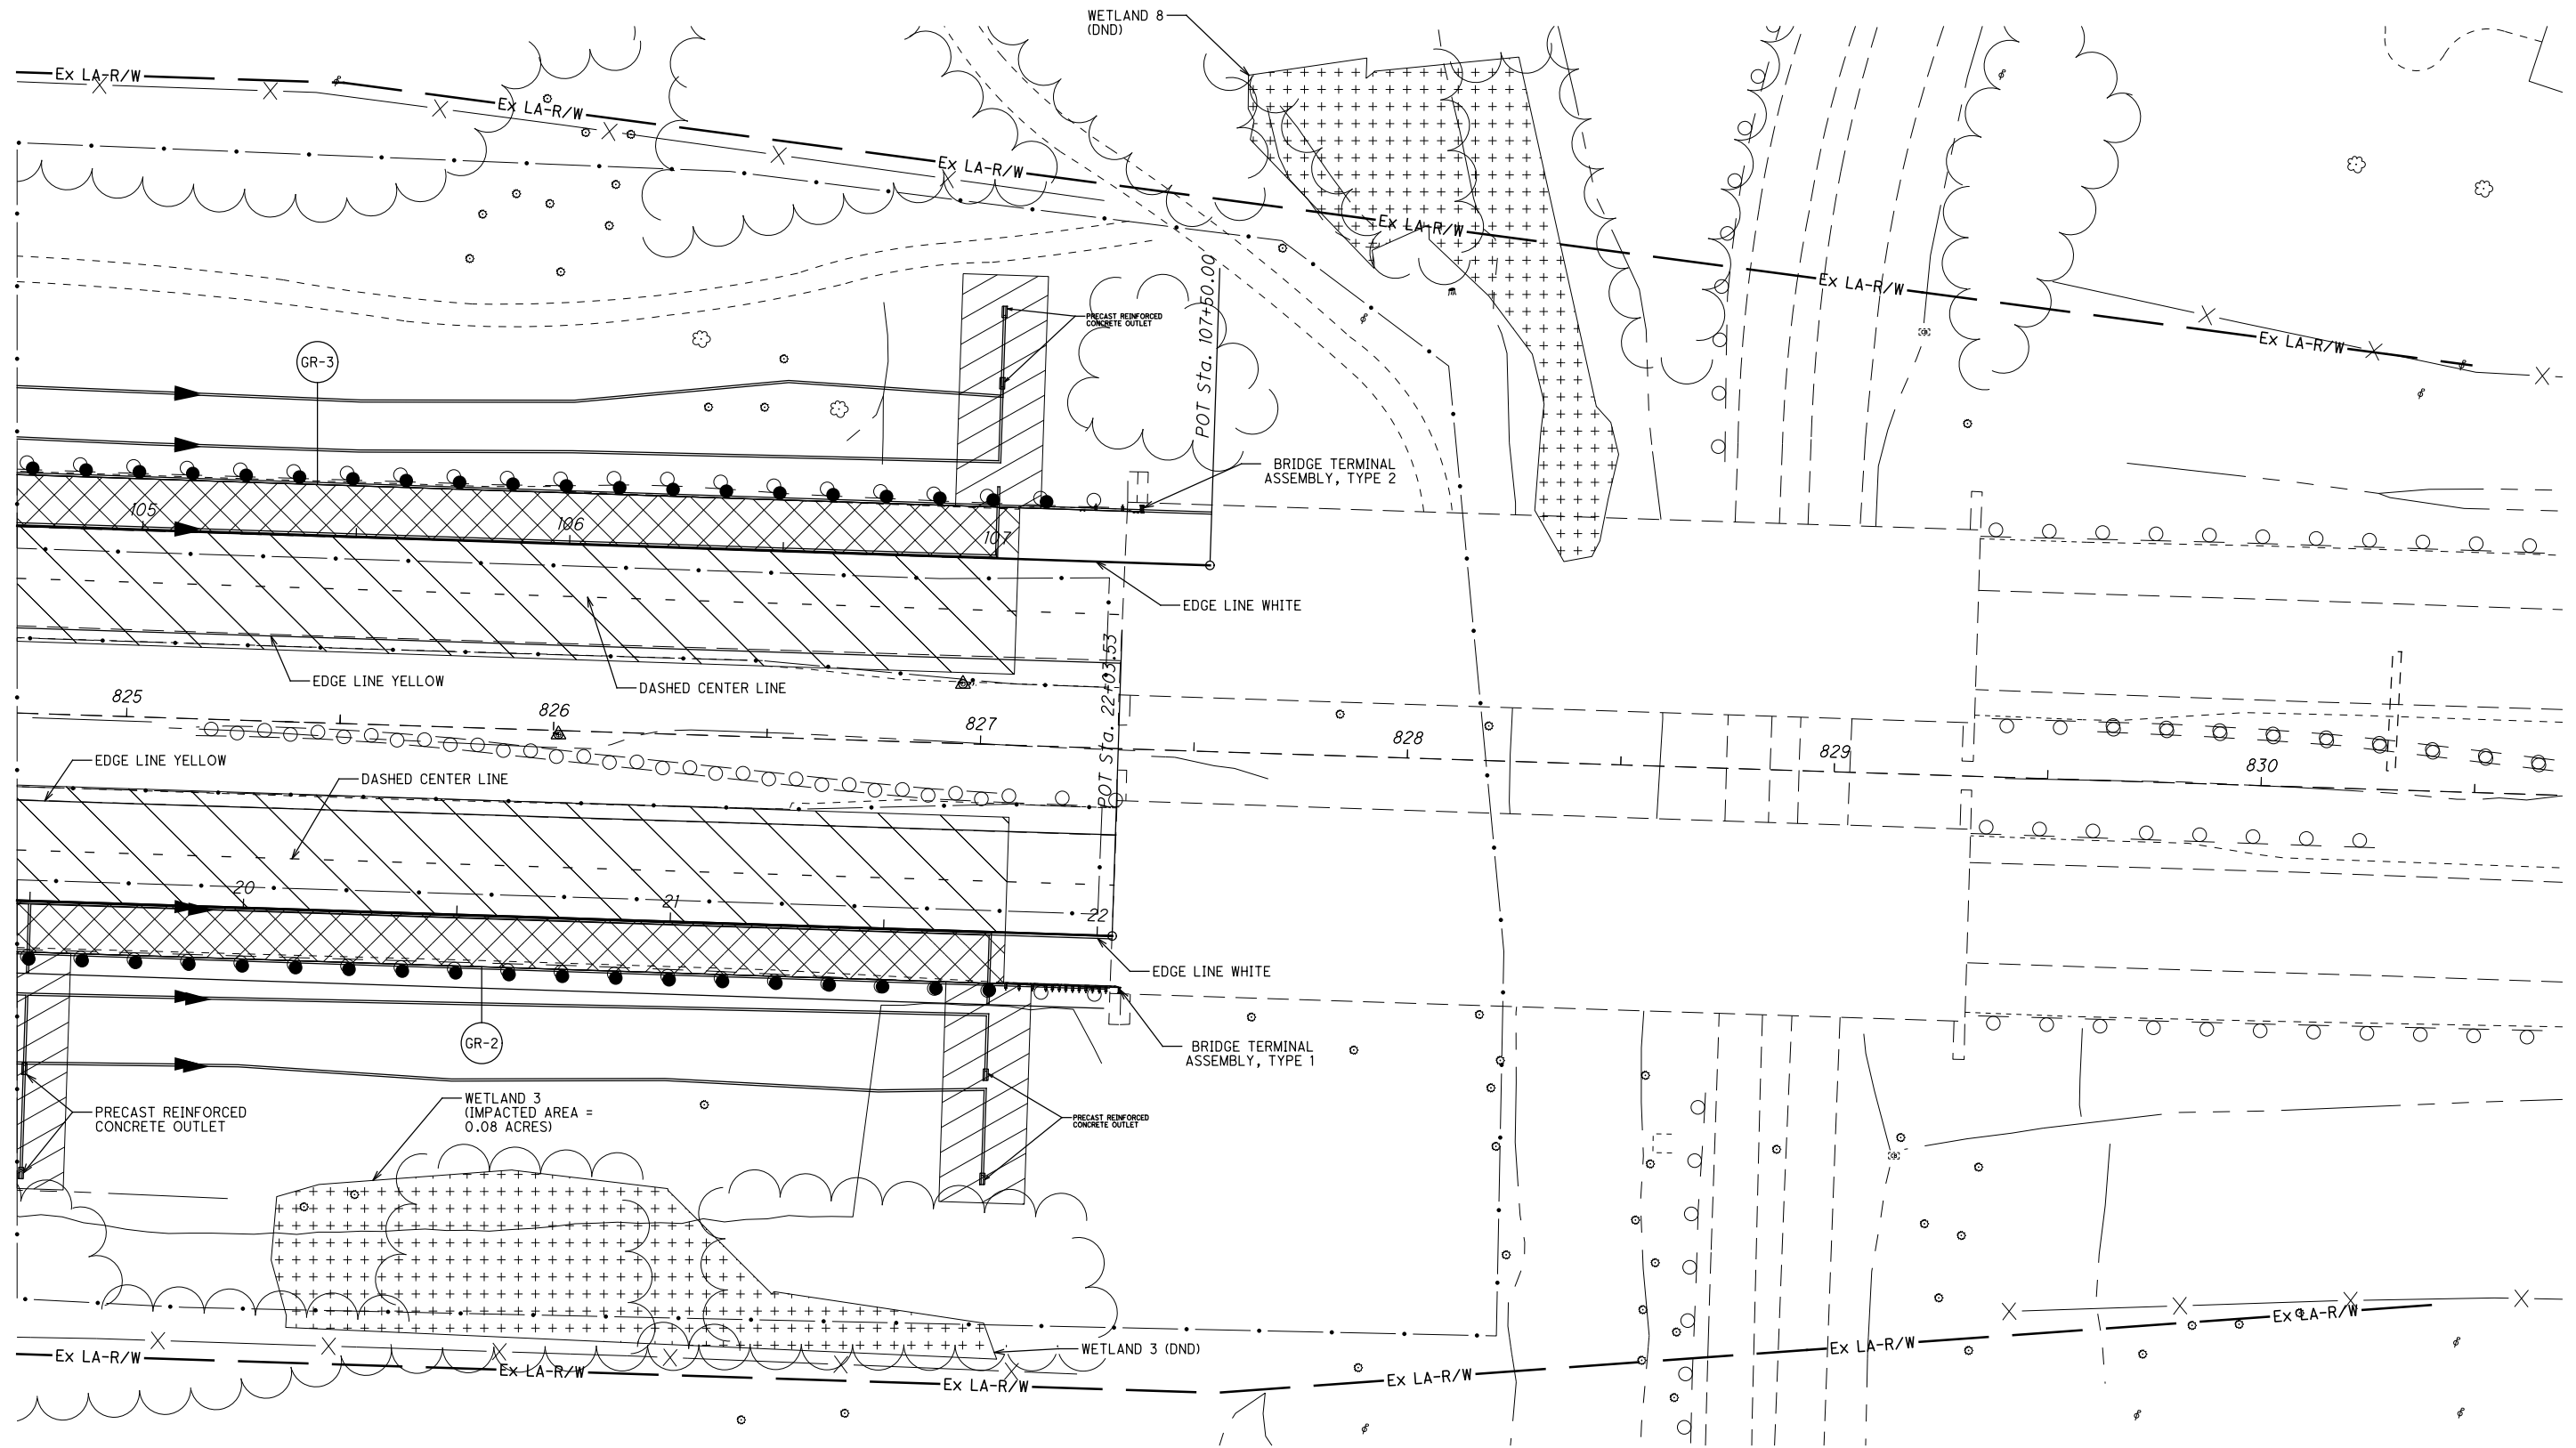 WETLAND 8
(DND)
Ex LA-R/W
Ex LA-R/W
Ex LA-R/W
Ex LA-R/W
Ex LA-R/W
Ex LA-R/W
PRECAST REINFORCED
CONCRETE OUTLET
POT Sta. 107+50.00
GR-3
BRIDGE TERMINAL
ASSEMBLY, TYPE 2
105
106
107
EDGE LINE WHITE
EDGE LINE YELLOW
DASHED CENTER LINE
POT Sta. 22+03.53
825
826
827
828
829
830
EDGE LINE YELLOW
DASHED CENTER LINE
20
21
22
EDGE LINE WHITE
GR-2
BRIDGE TERMINAL
ASSEMBLY, TYPE 1
PRECAST REINFORCED
CONCRETE OUTLET
WETLAND 3
(IMPACTED AREA =
0.08 ACRES)
PRECAST REINFORCED
CONCRETE OUTLET
WETLAND 3 (DND)
Ex LA-R/W
Ex LA-R/W
Ex LA-R/W
Ex LA-R/W
Ex LA-R/W
Ex LA-R/W